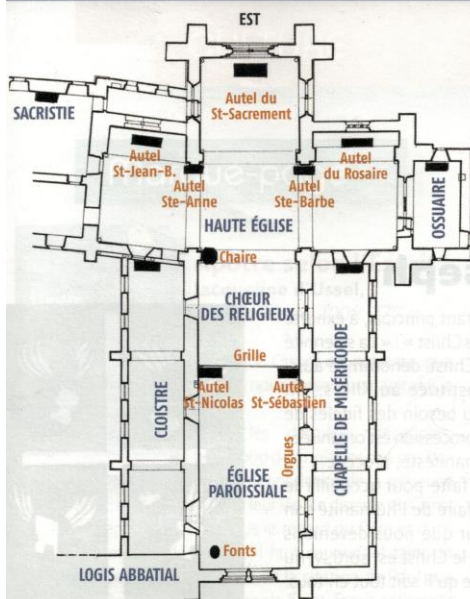 EST
SACRISTIE
Autel du
St-Sacrement
Autel
St-Jean-B.
Autel
Ste-Anne
Autel
Ste-Barbe
Autel
du Rosaire
OSSUAIRE
HAUTE ÉGLISE
Chaire
CHŒUR
DES RELIGIEUX
Grille
Autel
St-Nicolas
Autel
St-Sébastien
CLOISTRE
Orgues
CHAPELLE DE MISERICORDE
ÉGLISE
PAROISSIALE
Fonts
LOGIS ABBATIAL